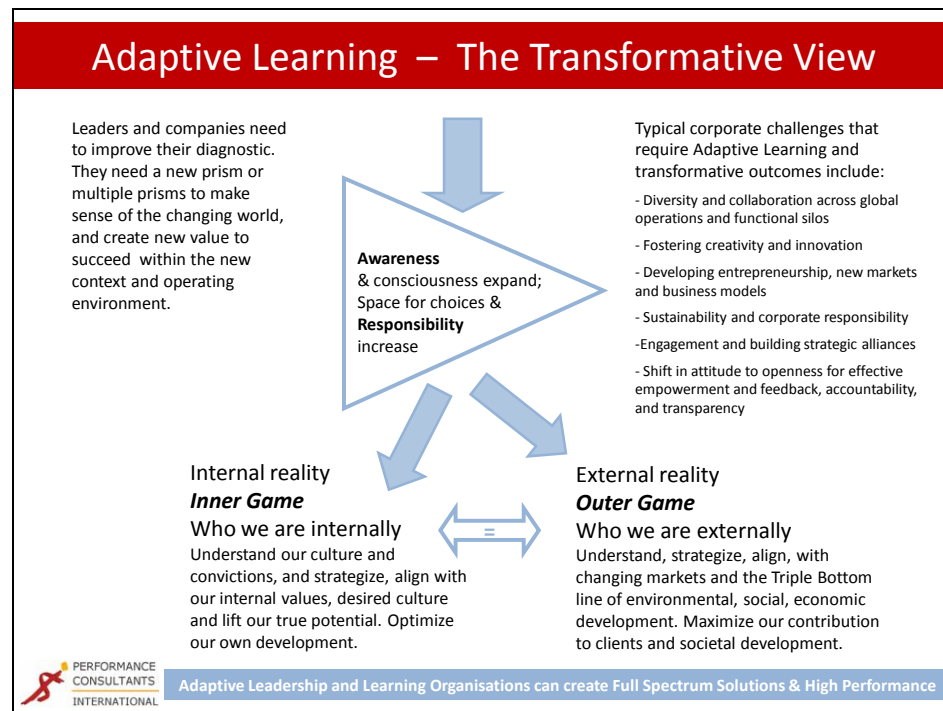 Adaptive Learning – The Transformative View
Leaders and companies need
to improve their diagnostic.
They need a new prism or
multiple prisms to make
sense of the changing world,
and create new value to
succeed within the new
context and operating
environment.
Awareness
& consciousness expand;
Space for choices &
Responsibility
increase
Typical corporate challenges that
require Adaptive Learning and
transformative outcomes include:
- Diversity and collaboration across global
operations and functional silos
- Fostering creativity and innovation
- Developing entrepreneurship, new markets
and business models
- Sustainability and corporate responsibility
-Engagement and building strategic alliances
- Shift in attitude to openness for effective
empowerment and feedback, accountability,
and transparency
Internal reality
Inner Game
Who we are internally
Understand our culture and
convictions, and strategize, align with
our internal values, desired culture
and lift our true potential. Optimize
our own development.
=
External reality
Outer Game
Who we are externally
Understand, strategize, align, with
changing markets and the Triple Bottom
line of environmental, social, economic
development. Maximize our contribution
to clients and societal development.
PERFORMANCE
CONSULTANTS
INTERNATIONAL
Adaptive Leadership and Learning Organisations can create Full Spectrum Solutions & High Performance